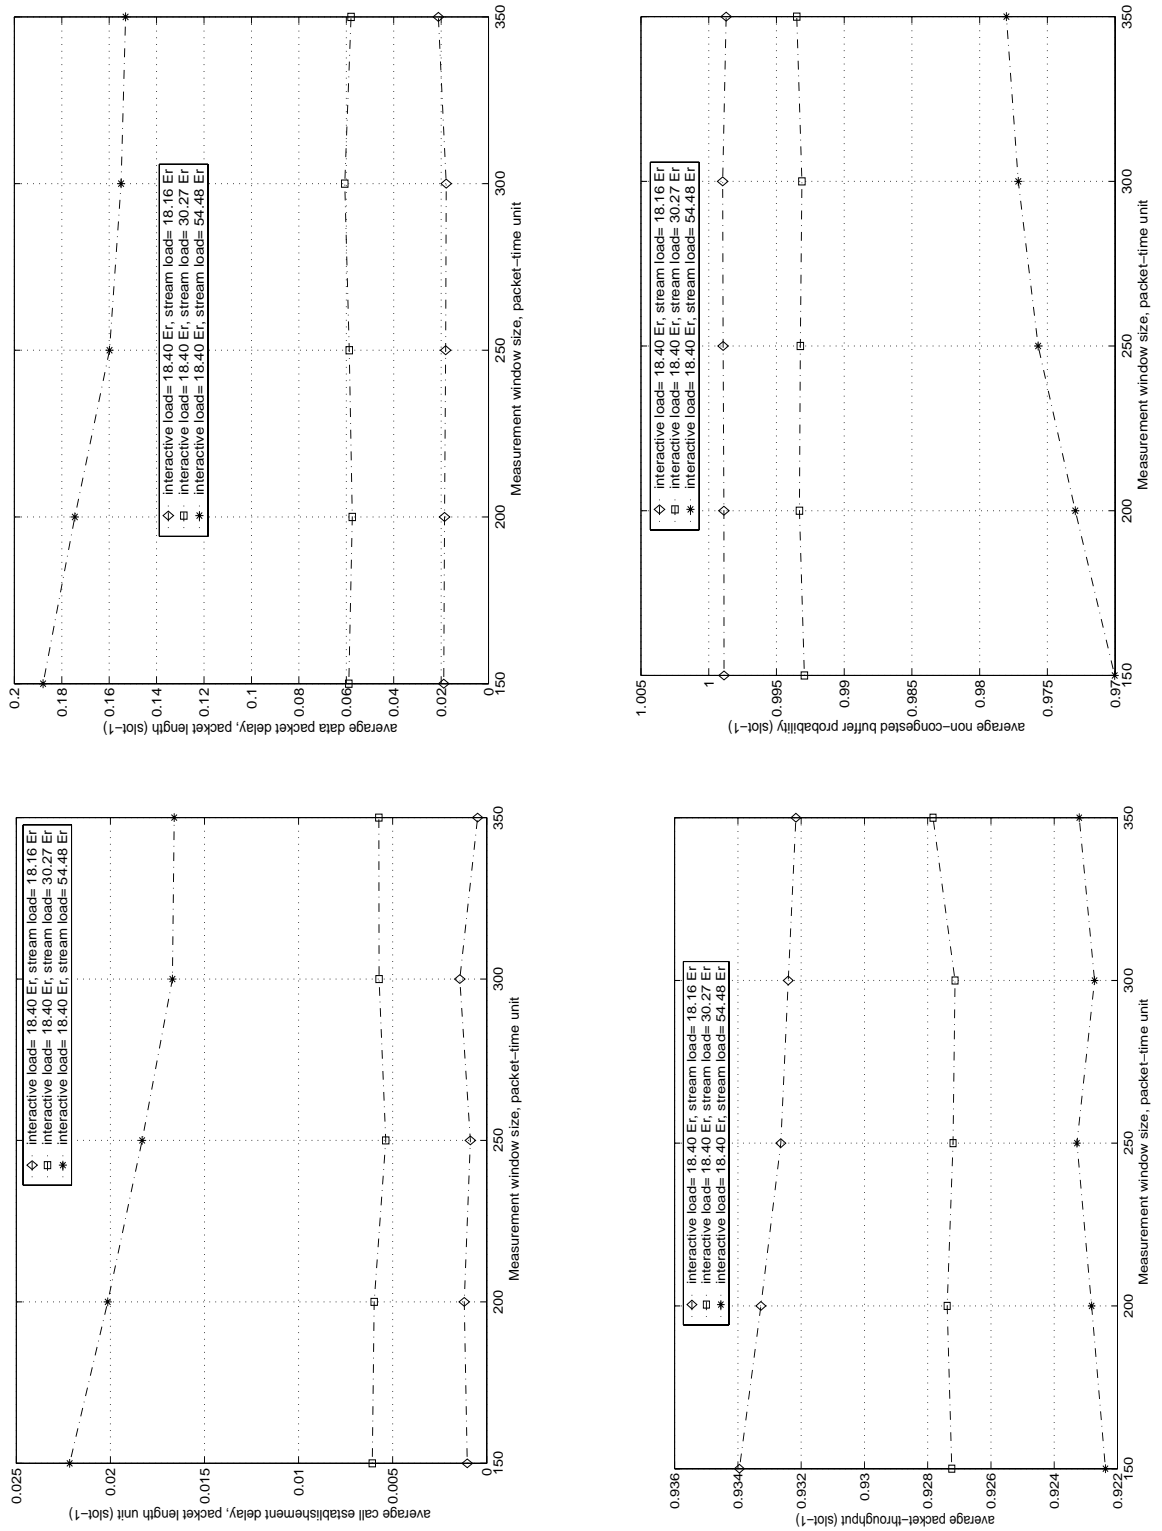 average call establishement delay, packet length unit (slot−1)
0.025
0.02
0.015
0.01
0.005
0
interactive load= 18.40 Er, stream load= 18.16 Er
interactive load= 18.40 Er, stream load= 30.27 Er
interactive load= 18.40 Er, stream load= 54.48 Er
150 200 250 300 350
Measurement window size, packet−time unit
average data packet delay, packet length (slot−1)
0.2
0.18
0.16
0.14
0.12
0.1
0.08
0.06
0.04
0.02
0
interactive load= 18.40 Er, stream load= 18.16 Er
interactive load= 18.40 Er, stream load= 30.27 Er
interactive load= 18.40 Er, stream load= 54.48 Er
150 200 250 300 350
Measurement window size, packet−time unit
average packet−throughput (slot−1)
0.936
0.934
0.932
0.93
0.928
0.926
0.924
0.922
interactive load= 18.40 Er, stream load= 18.16 Er
interactive load= 18.40 Er, stream load= 30.27 Er
interactive load= 18.40 Er, stream load= 54.48 Er
150 200 250 300 350
Measurement window size, packet−time unit
average non−congested buffer probability (slot−1)
1.005
1
0.995
0.99
0.985
0.98
0.975
0.97
interactive load= 18.40 Er, stream load= 18.16 Er
interactive load= 18.40 Er, stream load= 30.27 Er
interactive load= 18.40 Er, stream load= 54.48 Er
150 200 250 300 350
Measurement window size, packet−time unit